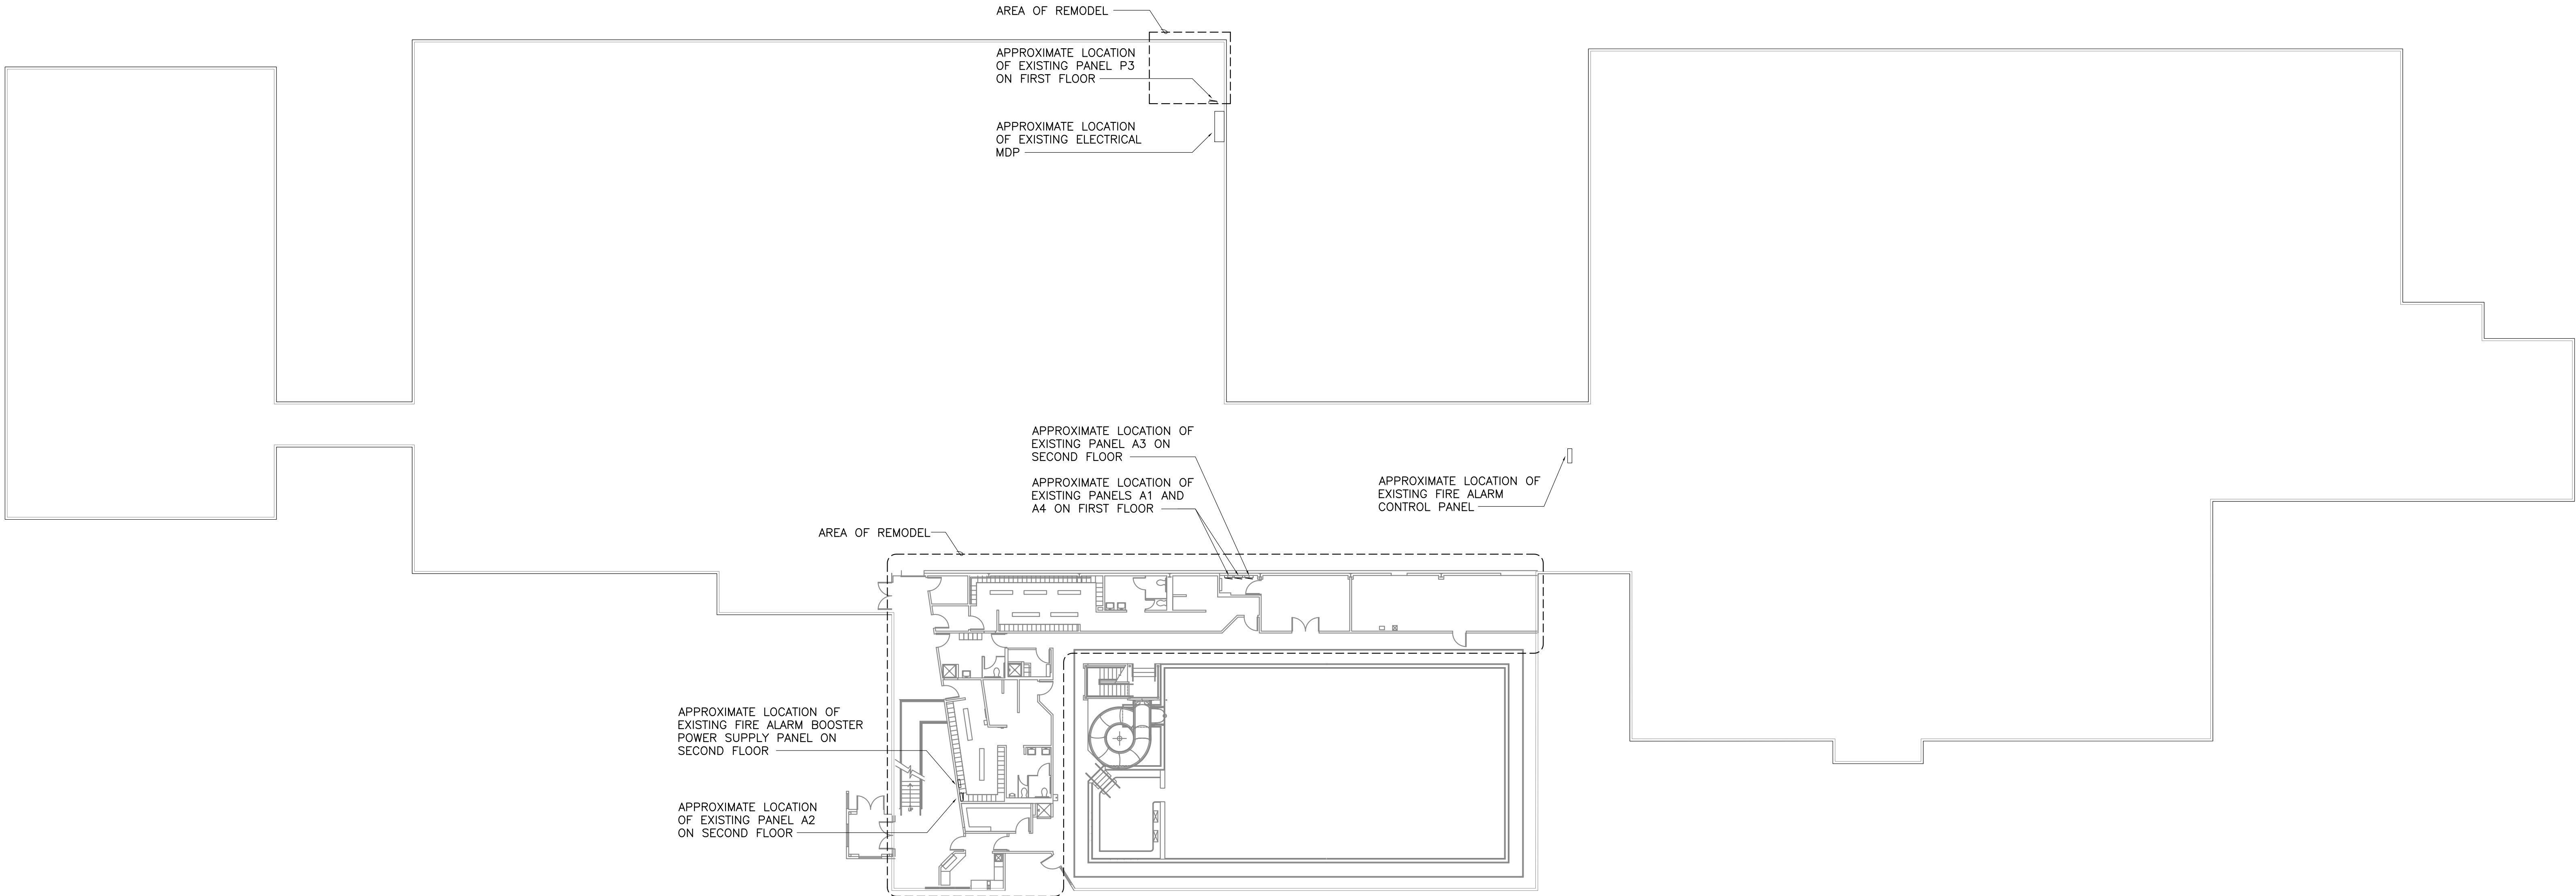 AREA OF REMODEL
APPROXIMATE LOCATION
OF EXISTING PANEL P3
ON FIRST FLOOR
APPROXIMATE LOCATION
OF EXISTING ELECTRICAL
MDP
APPROXIMATE LOCATION OF
EXISTING PANEL A3 ON
SECOND FLOOR
APPROXIMATE LOCATION OF
EXISTING PANELS A1 AND
A4 ON FIRST FLOOR
APPROXIMATE LOCATION OF
EXISTING FIRE ALARM
CONTROL PANEL
AREA OF REMODEL
APPROXIMATE LOCATION OF
EXISTING FIRE ALARM BOOSTER
POWER SUPPLY PANEL ON
SECOND FLOOR
APPROXIMATE LOCATION
OF EXISTING PANEL A2
ON SECOND FLOOR